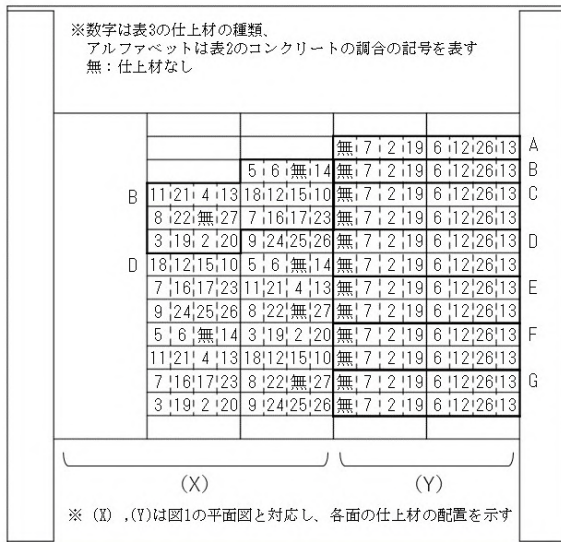 ※数字は表3の仕上材の種類、
アルファベットは表2のコンクリートの調合の記号を表す
無：仕上材なし
無 7 2 19 6 12 26 13 A
5 6 無 14 無 7 2 19 6 12 26 13 B
B 11 21 4 13 18 12 15 10 無 7 2 19 6 12 26 13 C
8 22 無 27 7 16 17 23 無 7 2 19 6 12 26 13
3 19 2 20 9 24 25 26 無 7 2 19 6 12 26 13 D
D 18 12 15 10 5 6 無 14 無 7 2 19 6 12 26 13
7 16 17 23 11 21 4 13 無 7 2 19 6 12 26 13 E
9 24 25 26 8 22 無 27 無 7 2 19 6 12 26 13
5 6 無 14 3 19 2 20 無 7 2 19 6 12 26 13 F
11 21 4 13 18 12 15 10 無 7 2 19 6 12 26 13
7 16 17 23 8 22 無 27 無 7 2 19 6 12 26 13 G
3 19 2 20 9 24 25 26 無 7 2 19 6 12 26 13
(X) (Y)
※ (X) ,(Y)は図1の平面図と対応し、各面の仕上材の配置を示す